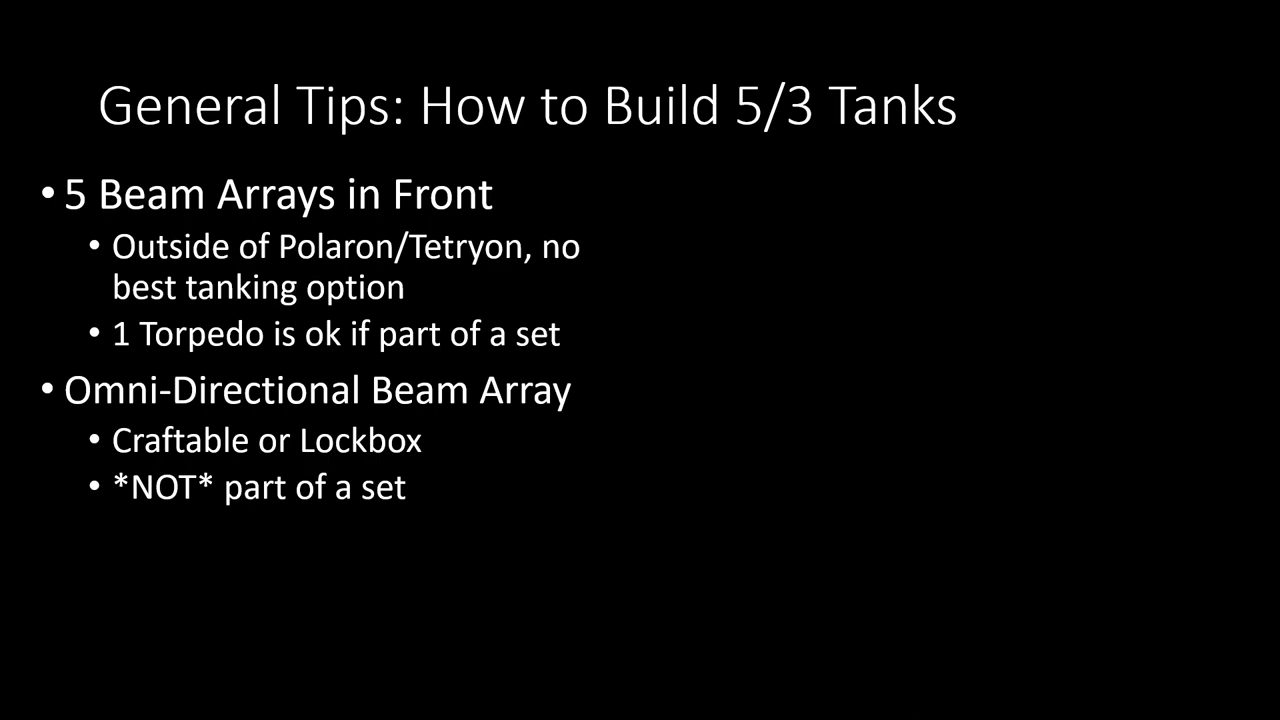 General Tips: How to Build 5/3 Tanks
• 5 Beam Arrays in Front
• Outside of Polaron/Tetryon, no
best tanking option
• 1 Torpedo is ok if part of a set
• Omni-Directional Beam Array
• Craftable or Lockbox
• *NOT* part of a set